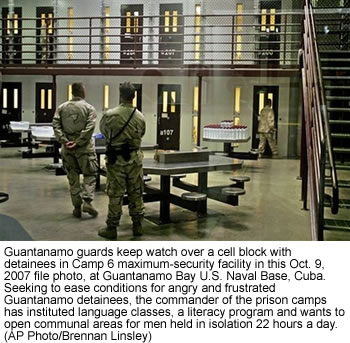 #107
Guantanamo guards keep watch over a cell block with
detainees in Camp 6 maximum-security facility in this Oct. 9,
2007 file photo, at Guantanamo Bay U.S. Naval Base, Cuba.
Seeking to ease conditions for angry and frustrated
Guantanamo detainees, the commander of the prison camps
has instituted language classes, a literacy program and wants to
open communal areas for men held in isolation 22 hours a day.
(AP Photo/Brennan Linsley)